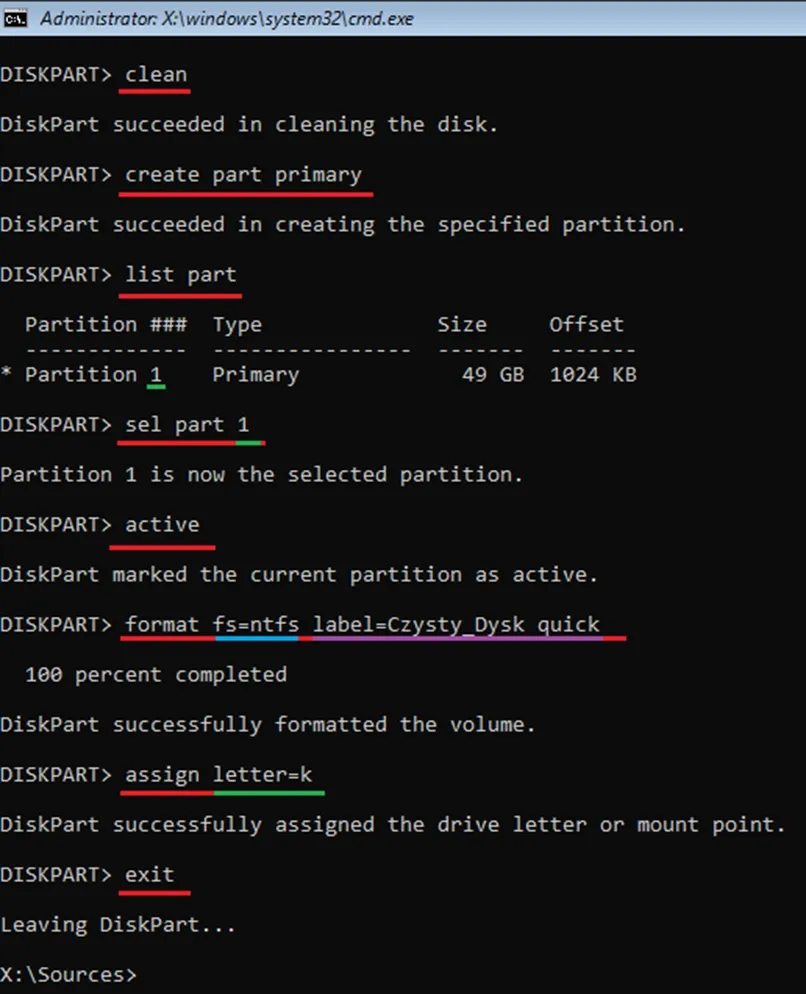 Administrator: X:\windows\system32\cmd.exe
DISKPART> clean
DiskPart succeeded in cleaning the disk.
DISKPART> create part primary
DiskPart succeeded in creating the specified partition.
DISKPART> list part
  Partition ###  Type              Size     Offset
  -------------  ----------------  -------  -------
* Partition 1    Primary             49 GB  1024 KB
DISKPART> sel part 1
Partition 1 is now the selected partition.
DISKPART> active
DiskPart marked the current partition as active.
DISKPART> format fs=ntfs label=Czysty_Dysk quick
  100 percent completed
DiskPart successfully formatted the volume.
DISKPART> assign letter=k
DiskPart successfully assigned the drive letter or mount point.
DISKPART> exit
Leaving DiskPart...
X:\Sources>